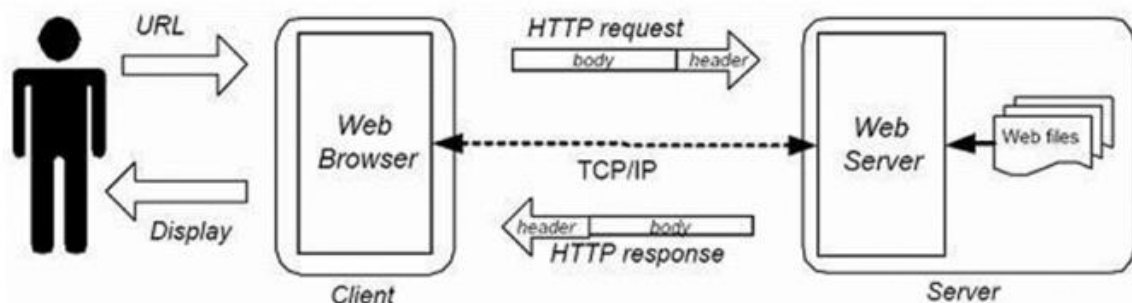 URL
HTTP request
body header
Web
Browser
Web
Server
Web files
TCP/IP
Display
header body
HTTP response
Client
Server